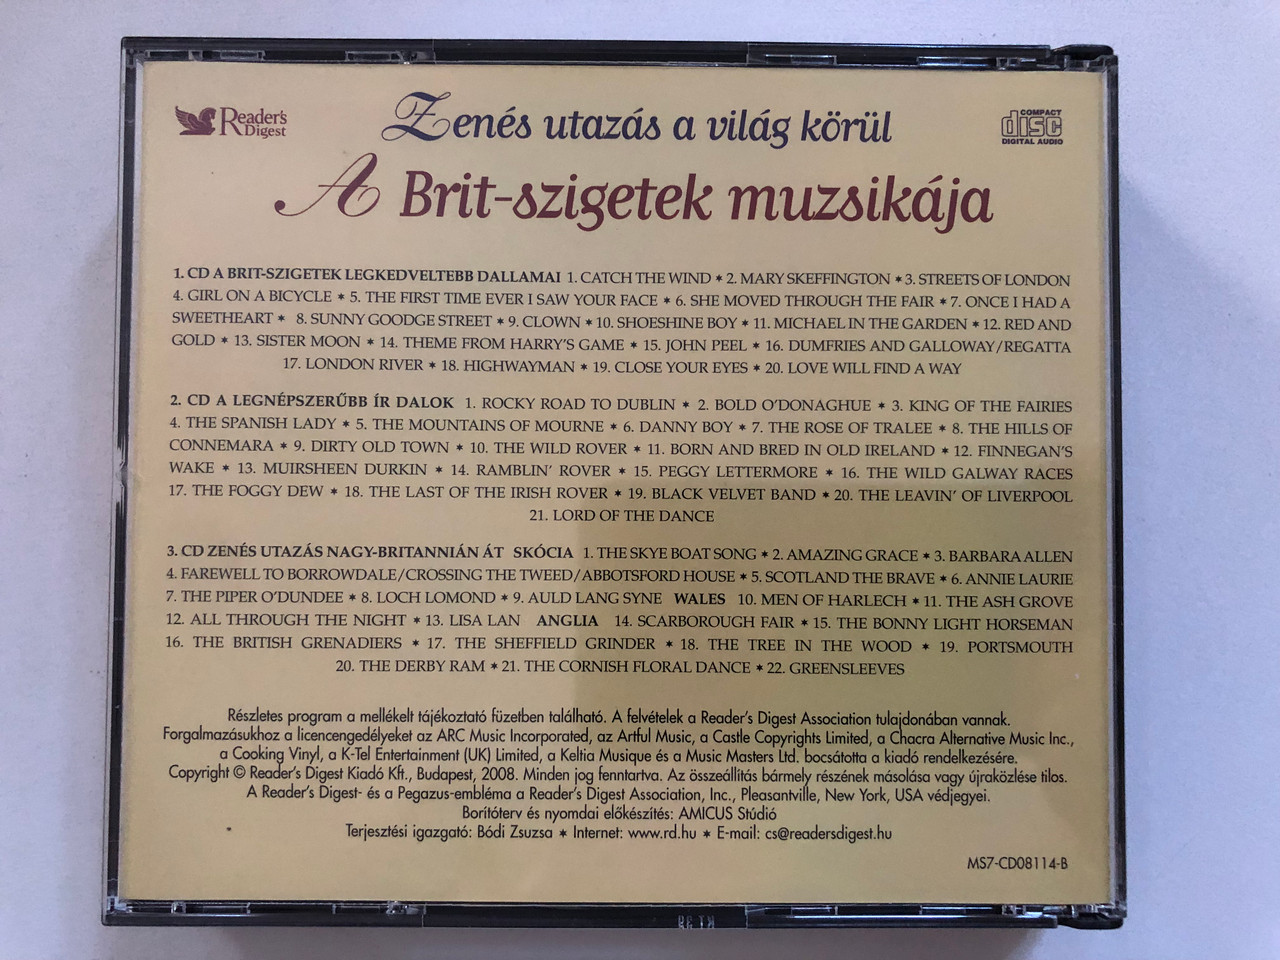 Reader's
Digest
Zenés utazás a világ körül
COMPACT
disc
DIGITAL AUDIO
A Brit-szigetek muzsikája
1. CD A BRIT-SZIGETEK LEGKEDVELTEBB DALLAMAI 1. CATCH THE WIND ✶ 2. MARY SKEFFINGTON ✶ 3. STREETS OF LONDON
4. GIRL ON A BICYCLE ✶ 5. THE FIRST TIME EVER I SAW YOUR FACE ✶ 6. SHE MOVED THROUGH THE FAIR ✶ 7. ONCE I HAD A
SWEETHEART ✶ 8. SUNNY GOODGE STREET ✶ 9. CLOWN ✶ 10. SHOESHINE BOY ✶ 11. MICHAEL IN THE GARDEN ✶ 12. RED AND
GOLD ✶ 13. SISTER MOON ✶ 14. THEME FROM HARRY'S GAME ✶ 15. JOHN PEEL ✶ 16. DUMFRIES AND GALLOWAY/REGATTA
17. LONDON RIVER ✶ 18. HIGHWAYMAN ✶ 19. CLOSE YOUR EYES ✶ 20. LOVE WILL FIND A WAY
2. CD A LEGNÉPSZERŰBB ÍR DALOK 1. ROCKY ROAD TO DUBLIN ✶ 2. BOLD O'DONAGHUE ✶ 3. KING OF THE FAIRIES
4. THE SPANISH LADY ✶ 5. THE MOUNTAINS OF MOURNE ✶ 6. DANNY BOY ✶ 7. THE ROSE OF TRALEE ✶ 8. THE HILLS OF
CONNEMARA ✶ 9. DIRTY OLD TOWN ✶ 10. THE WILD ROVER ✶ 11. BORN AND BRED IN OLD IRELAND ✶ 12. FINNEGAN'S
WAKE ✶ 13. MUIRSHEEN DURKIN ✶ 14. RAMBLIN' ROVER ✶ 15. PEGGY LETTERMORE ✶ 16. THE WILD GALWAY RACES
17. THE FOGGY DEW ✶ 18. THE LAST OF THE IRISH ROVER ✶ 19. BLACK VELVET BAND ✶ 20. THE LEAVIN' OF LIVERPOOL
21. LORD OF THE DANCE
3. CD ZENÉS UTAZÁS NAGY-BRITANNIÁN ÁT SKÓCIA 1. THE SKYE BOAT SONG ✶ 2. AMAZING GRACE ✶ 3. BARBARA ALLEN
4. FAREWELL TO BORROWDALE/CROSSING THE TWEED/ABBOTSFORD HOUSE ✶ 5. SCOTLAND THE BRAVE ✶ 6. ANNIE LAURIE
7. THE PIPER O'DUNDEE ✶ 8. LOCH LOMOND ✶ 9. AULD LANG SYNE WALES 10. MEN OF HARLECH ✶ 11. THE ASH GROVE
12. ALL THROUGH THE NIGHT ✶ 13. LISA LAN ANGLIA 14. SCARBOROUGH FAIR ✶ 15. THE BONNY LIGHT HORSEMAN
16. THE BRITISH GRENADIERS ✶ 17. THE SHEFFIELD GRINDER ✶ 18. THE TREE IN THE WOOD ✶ 19. PORTSMOUTH
20. THE DERBY RAM ✶ 21. THE CORNISH FLORAL DANCE ✶ 22. GREENSLEEVES
Részletes program a mellékelt tájékoztató füzetben található. A felvételek a Reader's Digest Association tulajdonában vannak.
Forgalmazásukhoz a licencengedélyeket az ARC Music Incorporated, az Artful Music, a Castle Copyrights Limited, a Chacra Alternative Music Inc.,
a Cooking Vinyl, a K-Tel Entertainment (UK) Limited, a Keltia Musique és a Music Masters Ltd. bocsátotta a kiadó rendelkezésére.
Copyright © Reader's Digest Kiadó Kft., Budapest, 2008. Minden jog fenntartva. Az összeállítás bármely részének másolása vagy újraközlése tilos.
A Reader's Digest- és a Pegazus-embléma a Reader's Digest Association, Inc., Pleasantville, New York, USA védjegyei.
Borítóterv és nyomdai előkészítés: AMICUS Stúdió
Terjesztési igazgató: Bódi Zsuzsa ✶ Internet: www.rd.hu ✶ E-mail: cs@readersdigest.hu
MS7-CD08114-B